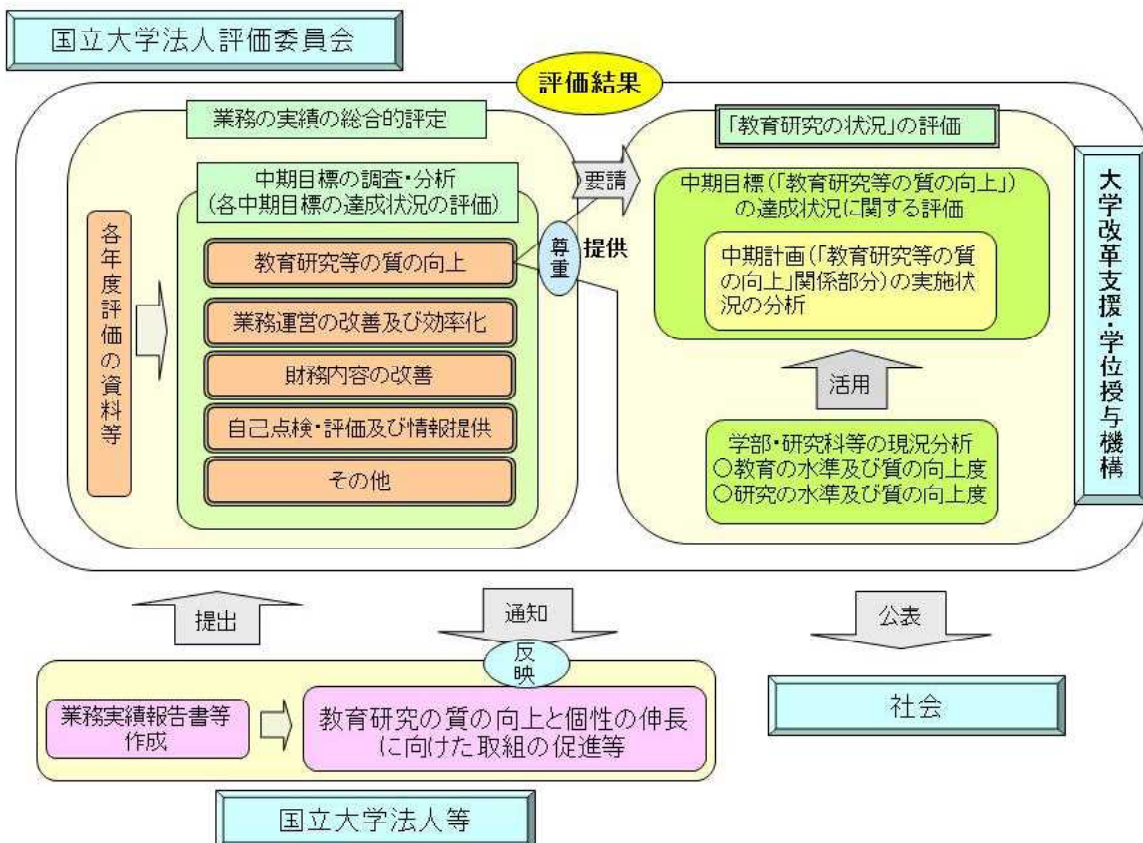 国立大学法人評価委員会
評価結果
業務の実績の総合的評定
中期目標の調査・分析
(各中期目標の達成状況の評価)
各年度評価の資料等
教育研究等の質の向上
業務運営の改善及び効率化
財務内容の改善
自己点検・評価及び情報提供
その他
要請
尊重
提供
「教育研究の状況」の評価
中期目標(「教育研究等の質の向上」)
の達成状況に関する評価
中期計画(「教育研究等の質
の向上」関係部分)の実施状
況の分析
活用
学部・研究科等の現況分析
○教育の水準及び質の向上度
○研究の水準及び質の向上度
大学改革支援・学位授与機構
提出
通知
反映
公表
業務実績報告書等
作成
教育研究の質の向上と個性の伸長
に向けた取組の促進等
国立大学法人等
社会